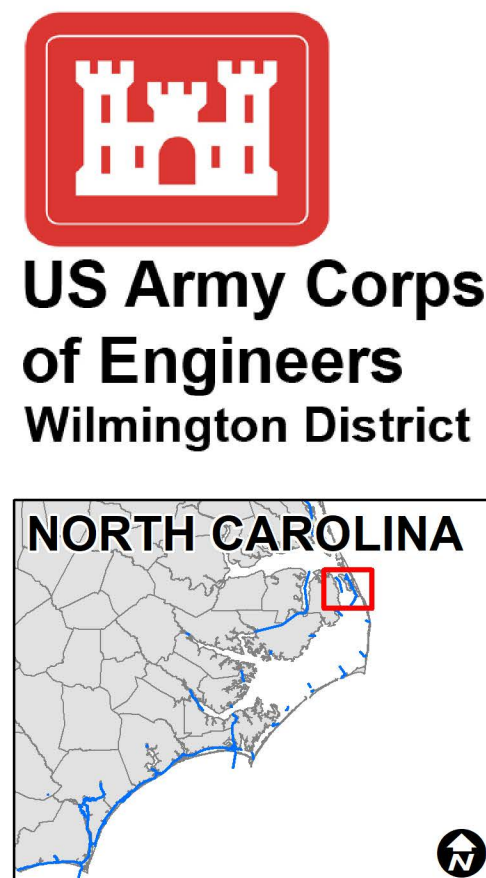 US Army Corps
of Engineers
Wilmington District
NORTH CAROLINA
N